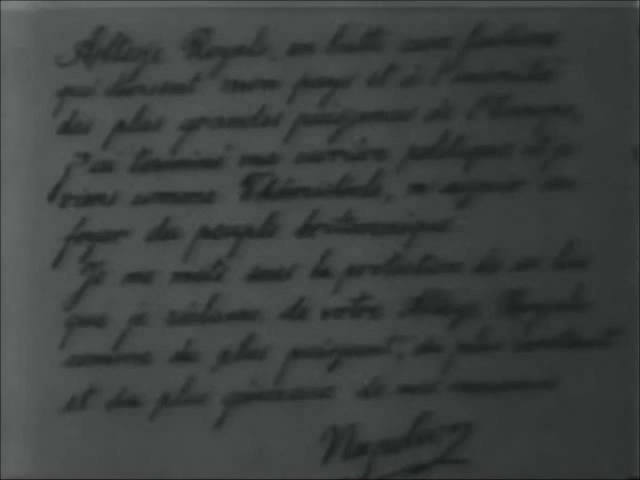 Altesse Royale, en butte aux factions
qui divisent mon pays et à l'inimitié
des plus grandes puissances de l'Europe,
j'ai terminé ma carrière politique et je
viens comme Thémistocle, m'asseoir au
foyer du peuple britannique.
Je me mets sous la protection de ses lois
que je réclame de votre Altesse Royale
comme du plus puissant, du plus constant
et du plus généreux de mes ennemis
Napoléon